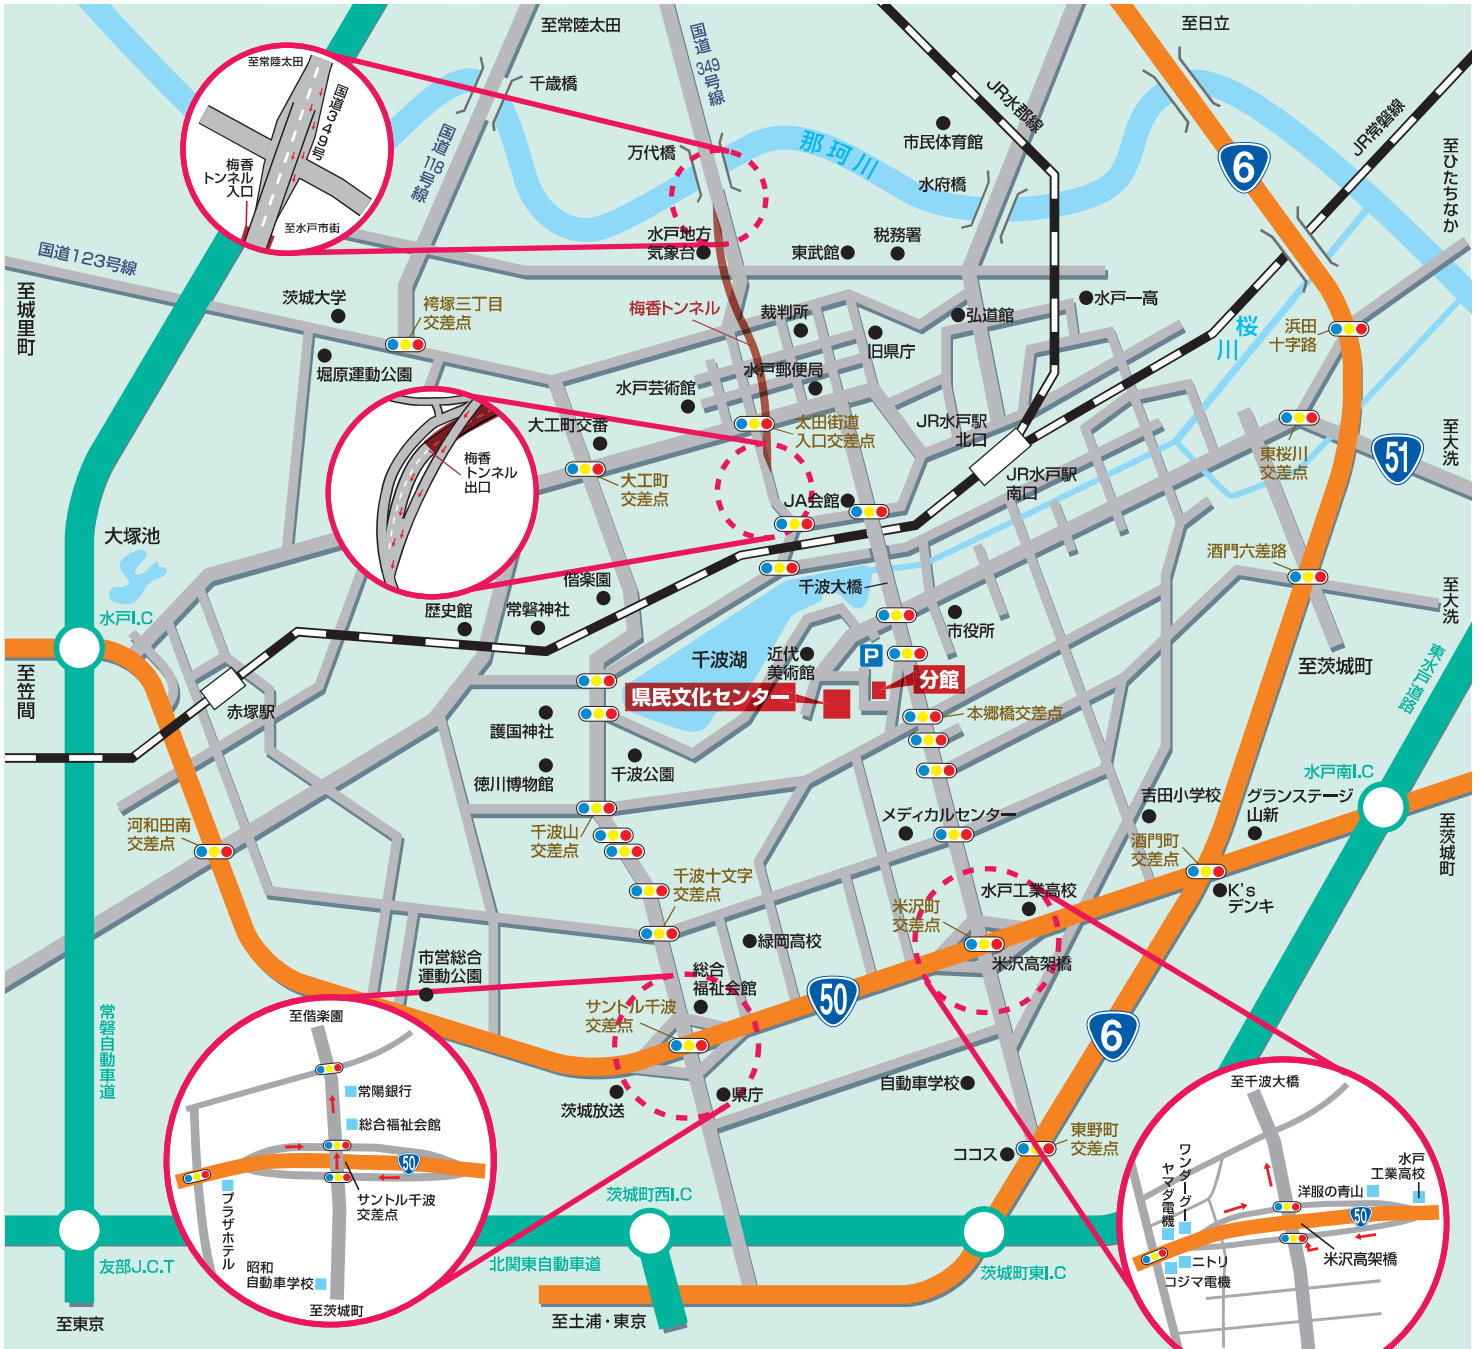 至常陸太田
至日立
国道
349
号線
千歳橋
国道118号線
万代橋
那珂川
JR水郡線
市民体育館
水府橋
JR常磐線
至ひたちなか
至常陸太田
国道349号
梅香
トンネル
入口
至水戸市街
6
国道123号線
至城里町
水戸地方
気象台
東武館
税務署
茨城大学
袴塚三丁目
交差点
堀原運動公園
梅香トンネル
裁判所
旧県庁
弘道館
水戸一高
桜川
浜田
十字路
水戸芸術館
水戸郵便局
大工町交番
太田街道
入口交差点
JR水戸駅
北口
JR水戸駅
南口
東桜川
交差点
51
至大洗
梅香
トンネル
出口
大工町
交差点
JA会館
大塚池
酒門六差路
至大洗
水戸I.C
偕楽園
千波大橋
歴史館
常磐神社
市役所
至笠間
千波湖
近代
美術館
P
分館
県民文化センター
至茨城町
東水戸道路
赤塚駅
護国神社
本郷橋交差点
徳川博物館
千波公園
水戸南I.C
吉田小学校
グランステージ
山新
河和田南
交差点
千波山
交差点
メディカルセンター
酒門町
交差点
至茨城町
千波十文字
交差点
水戸工業高校
K's
デンキ
米沢町
交差点
緑岡高校
米沢高架橋
市営総合
運動公園
総合
福祉会館
サントル千波
交差点
50
6
常磐自動車道
至偕楽園
常陽銀行
総合福祉会館
50
サントル千波
交差点
プラザホテル
昭和
自動車学校
至茨城町
茨城放送
県庁
自動車学校
ココス
東野町
交差点
至千波大橋
ワンダーグー
ヤマダ電機
洋服の青山
水戸
工業高校
50
米沢高架橋
ニトリ
コジマ電機
茨城町西I.C
北関東自動車道
茨城町東I.C
友部J.C.T
至東京
至土浦・東京